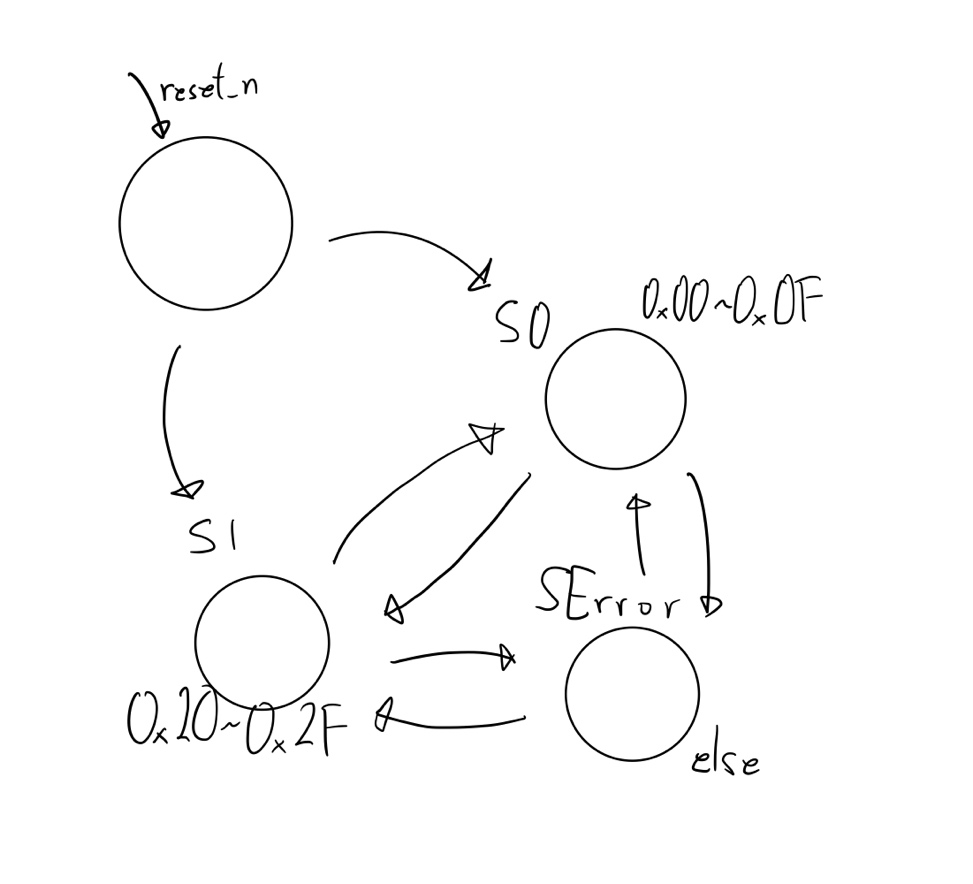 reset_n
S0
0x00~0x0F
S1
SError
0x20~0x2F
else